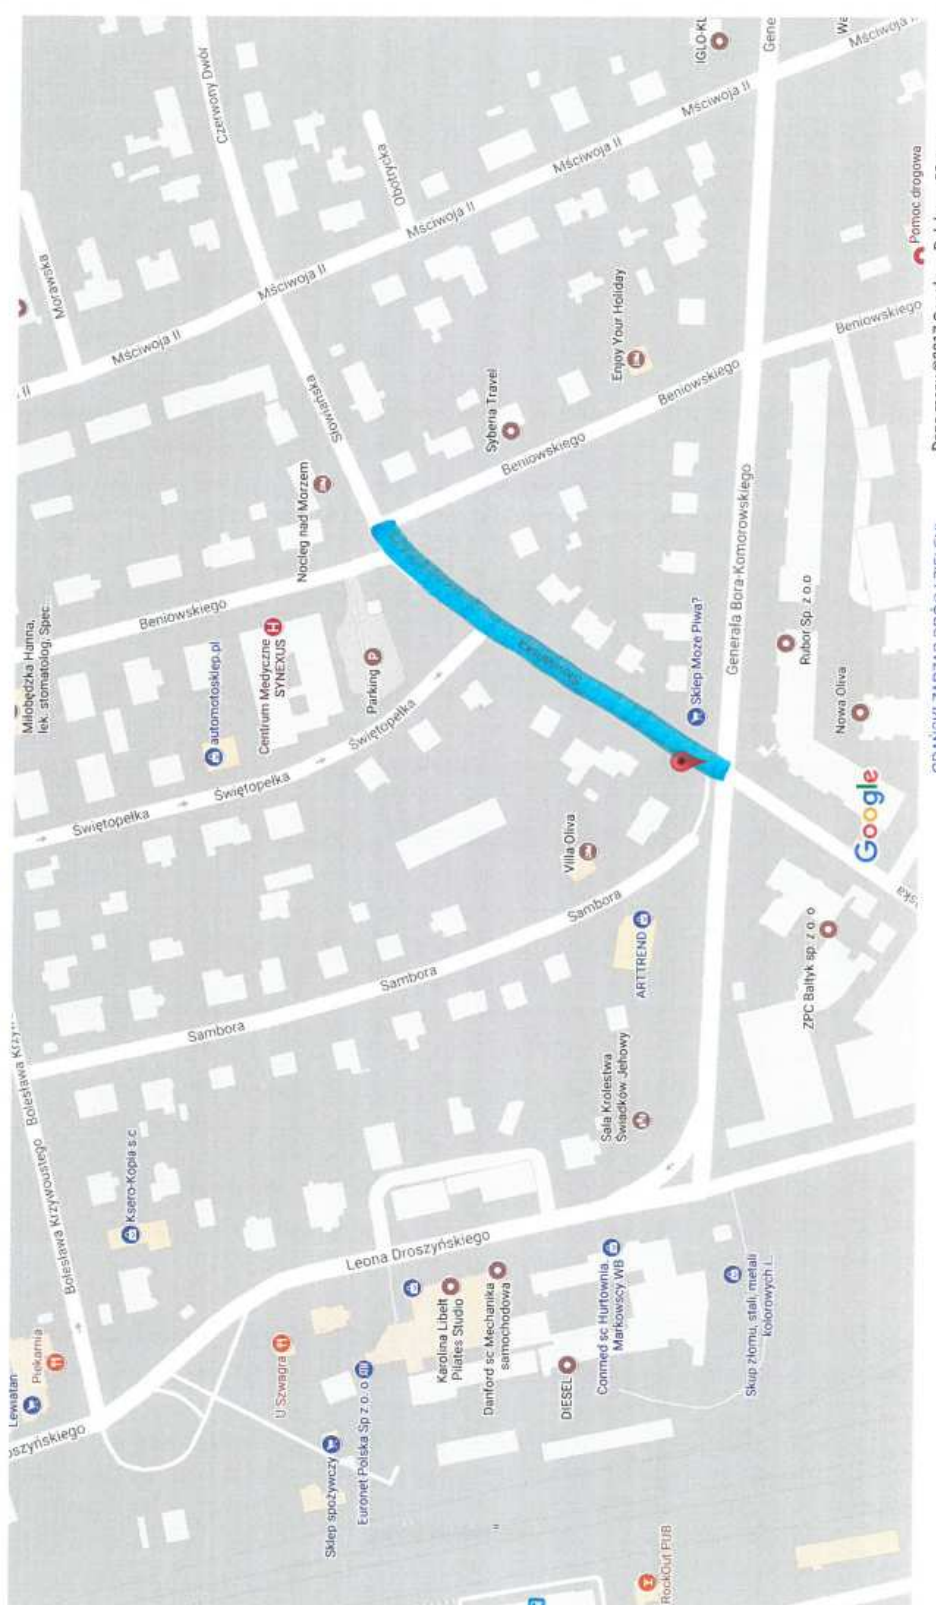 Lewiatan
Piekarnia
Droszyńskiego
Bolesława Krzywoustego
Bolesława Krzyw
Ksero-Kopia s.c
U Szwagra
Sklep spożywczy
Euronet Polska Sp z o. o
Leona Droszyńskiego
Karolina Libelt
Pilates Studio
Danford sc Mechanika
samochodowa
DIESEL
Conmed sc Hurtownia.
Markowscy WB
Skup złomu, stali, metali
kolorowych i...
RockOut PUB
Sambora
Sambora
Sambora
Sala Królestwa
Świadków Jehowy
ARTTREND
Villa Oliva
ZPC Bałtyk sp. z o. o
Świętopełka
Świętopełka
Świętopełka
Miłobędzka Hanna,
lek. stomatolog. Spec...
automotosklep.pl
Centrum Medyczne
SYNEXUS
Parking
Beniowskiego
Nocleg nad Morzem
Słowiańska
Sklep Może Piwa?
Generała Bora-Komorowskiego
Rubor Sp. z o.o
Nowa Oliva
Google
Syberia Travel
Enjoy Your Holiday
Beniowskiego
Beniowskiego
Beniowskiego
Pomoc drogowa
Morawska
II
Mściwoja II
Mściwoja II
Mściwoja II
Mściwoja II
Mściwoja II
Mściwoja II
Czerwony Dwór
Obotrycka
IGLO-KL
Gene
We